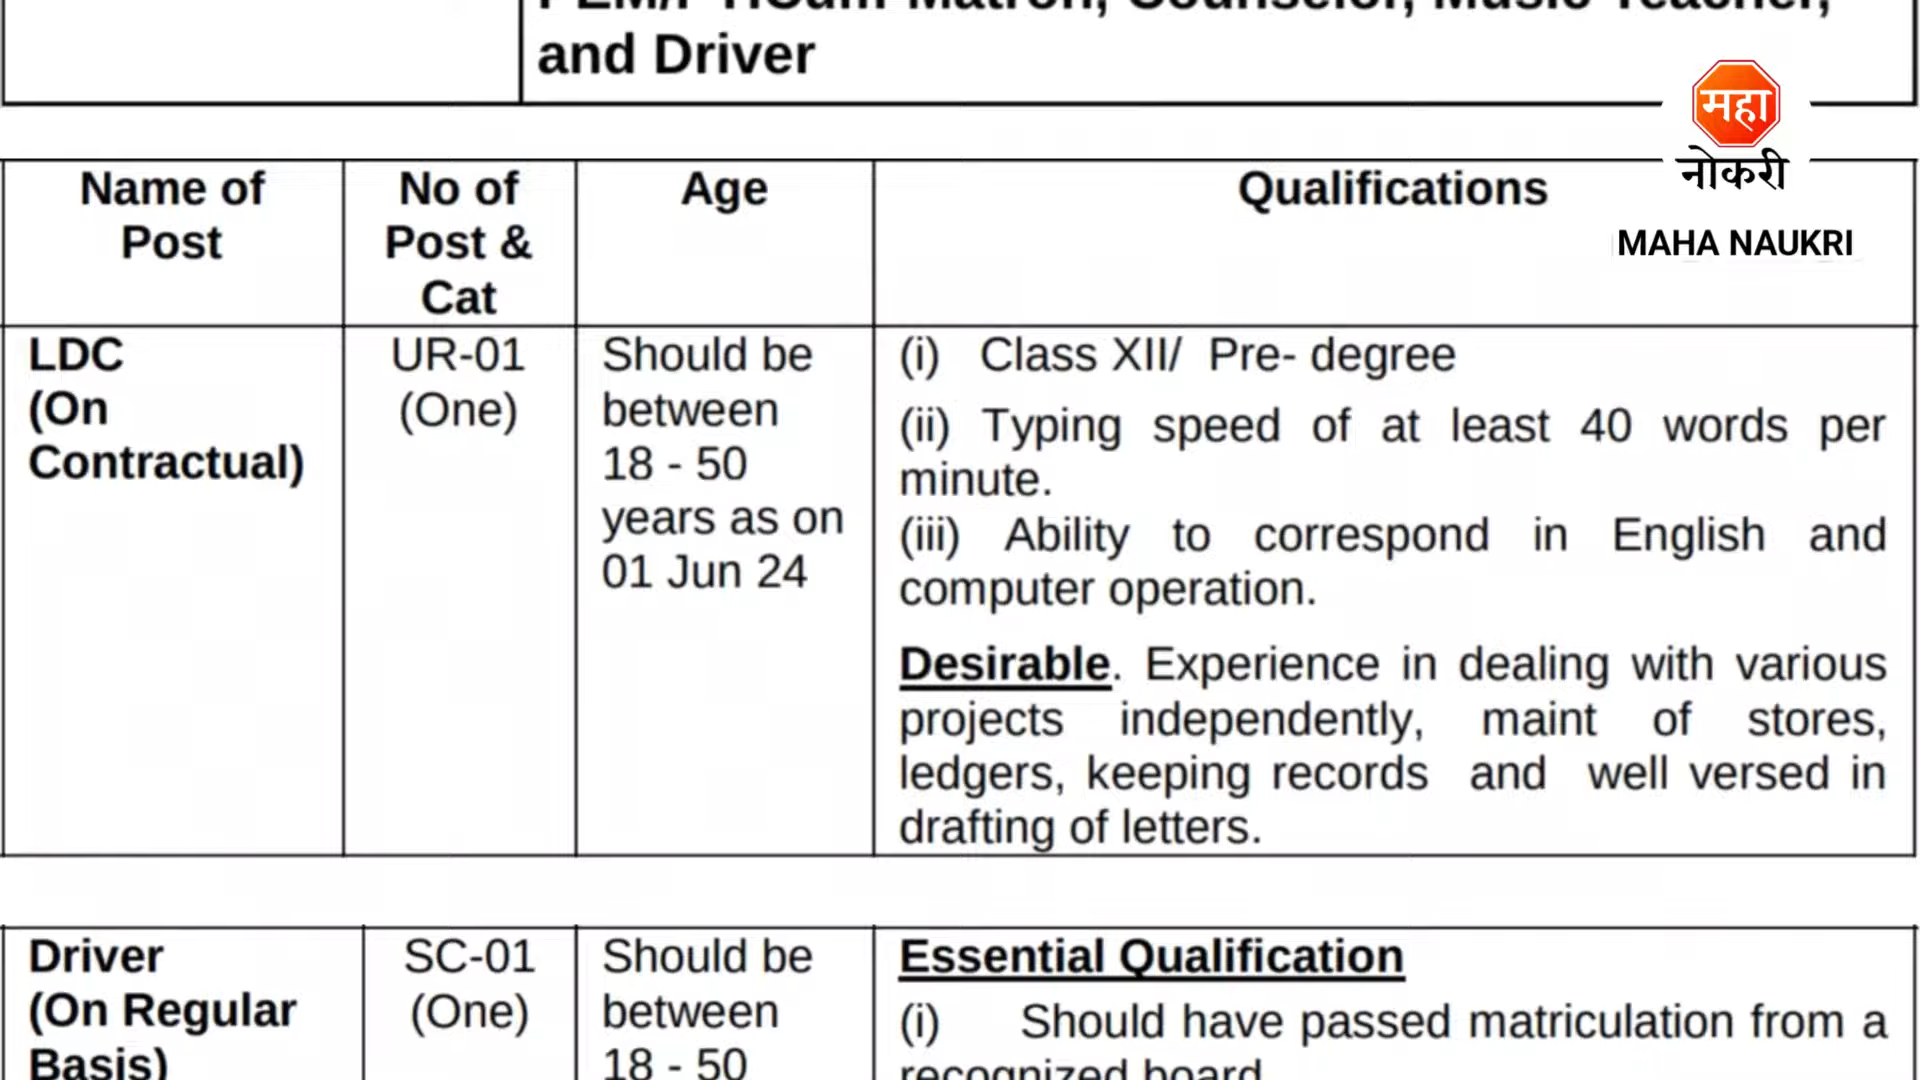 Counselor, Music Teacher,
and Driver
महा
नोकरी
MAHA NAUKRI
Name of
Post
No of
Post &
Cat
Age
Qualifications
LDC
(On
Contractual)
UR-01
(One)
Should be
between
18 - 50
years as on
01 Jun 24
(i) Class XII/ Pre- degree
(ii) Typing speed of at least 40 words per
minute.
(iii) Ability to correspond in English and
computer operation.
Desirable. Experience in dealing with various
projects independently, maint of stores,
ledgers, keeping records and well versed in
drafting of letters.
Driver
(On Regular
Basis)
SC-01
(One)
Should be
between
18 - 50
Essential Qualification
(i) Should have passed matriculation from a
recognized board